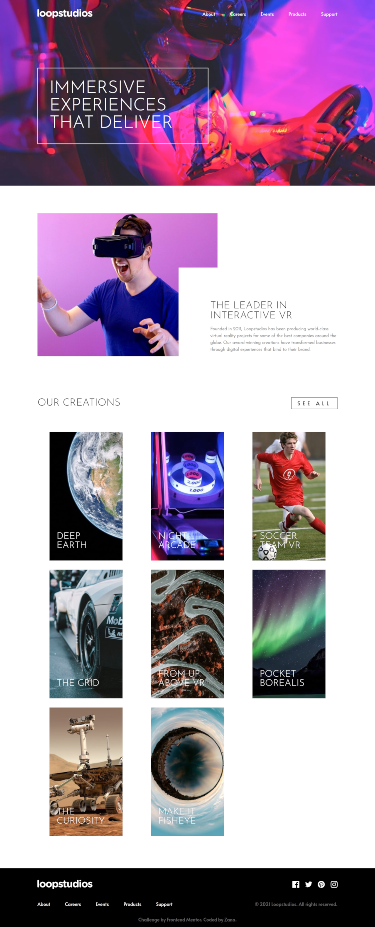 loopstudios
About Careers Events Products Support
IMMERSIVE
EXPERIENCES
THAT DELIVER
THE LEADER IN
INTERACTIVE VR
Founded in 2011, Loopstudios has been producing world-class
virtual reality projects for some of the best companies around the
globe. Our award-winning creations have transformed businesses
through digital experiences that bind to their brand.
OUR CREATIONS
SEE ALL
DEEP
EARTH
NIGHT
ARCADE
SOCCER
TEAM VR
THE GRID
FROM UP
ABOVE VR
POCKET
BOREALIS
THE
CURIOSITY
MAKE IT
FISHEYE
loopstudios
About Careers Events Products Support
© 2021 Loopstudios. All rights reserved.
Challenge by Frontend Mentor. Coded by